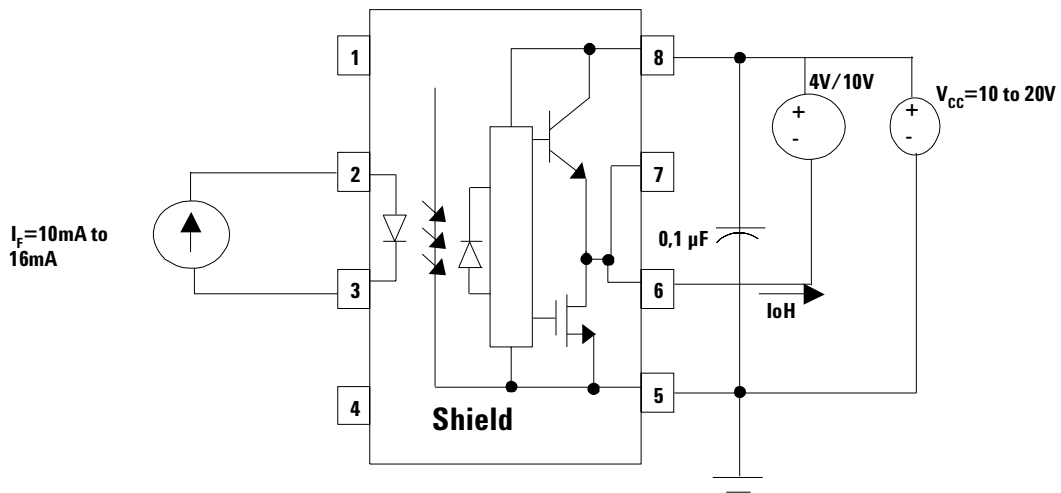 1
8
4V/10V
+
-
V_CC=10 to 20V
+
-
2
7
I_F=10mA to
16mA
0,1 µF
3
6
IoH
4
5
Shield